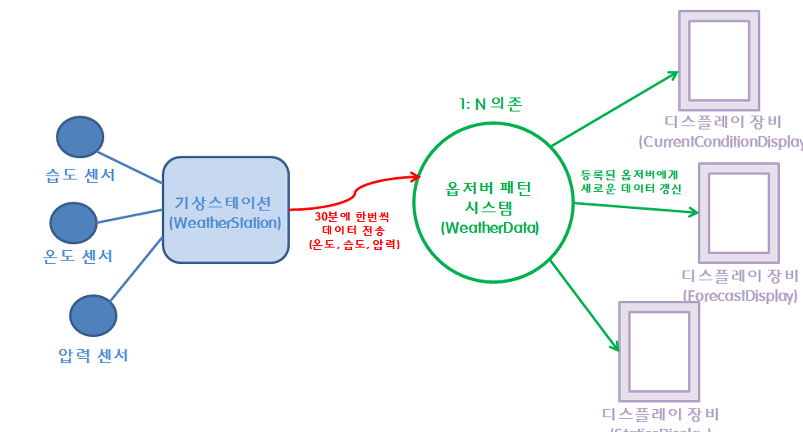 습도 센서
온도 센서
압력 센서
기상스테이션
(WeatherStation)
30분에 한번씩
데이터 전송
(온도, 습도, 압력)
1: N 의존
옵저버 패턴
시스템
(WeatherData)
등록된 옵저버에게
새로운 데이터 갱신
디스플레이 장비
(CurrentConditionDisplay
디스플레이 장비
(ForecastDisplay)
디스플레이 장비